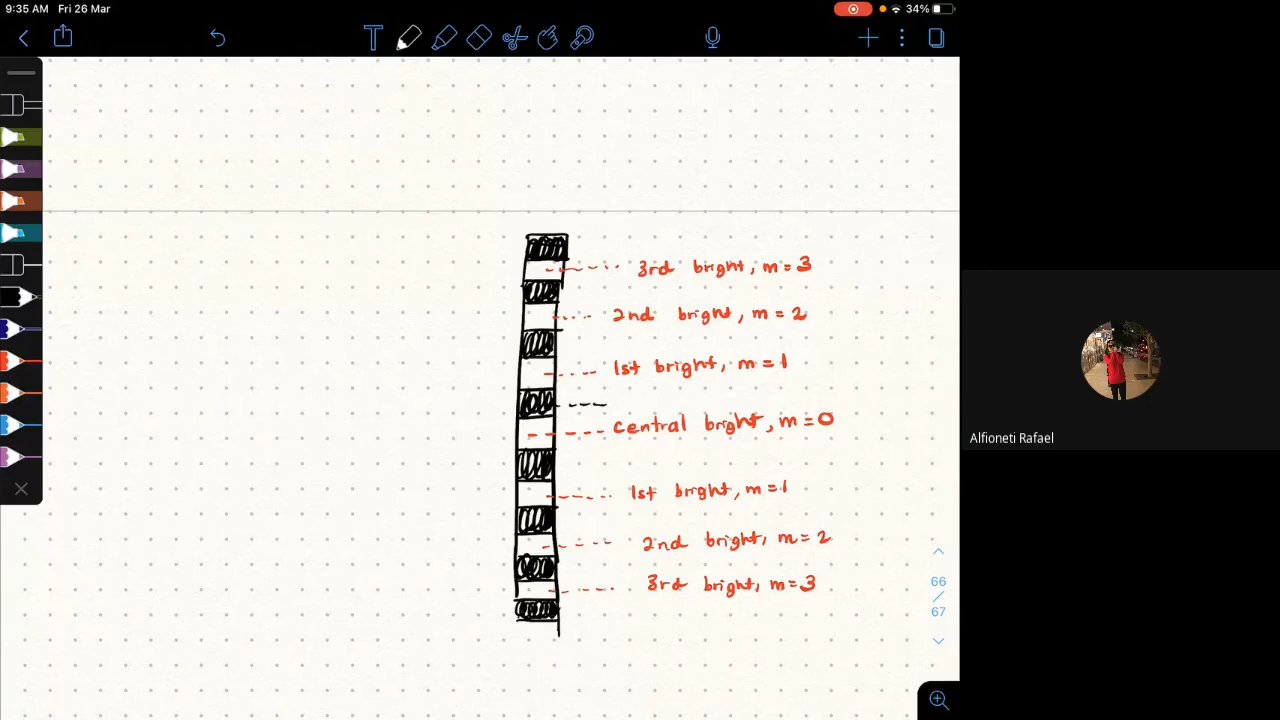 9:35 AM Fri 26 Mar
34%
T
3rd bright, m = 3
2nd bright, m = 2
1st bright, m = 1
central bright, m = 0
1st bright, m = 1
2nd bright, m = 2
3rd bright, m = 3
66
/
67
Alfioneti Rafael